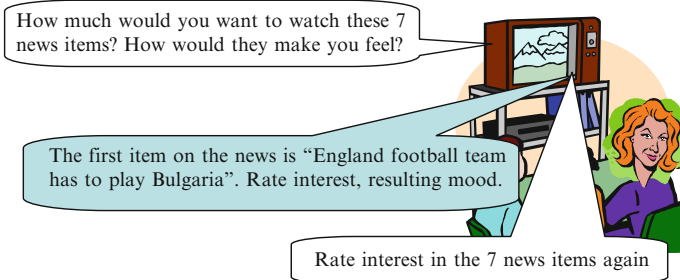 How much would you want to watch these 7
news items? How would they make you feel?
The first item on the news is “England football team
has to play Bulgaria”. Rate interest, resulting mood.
Rate interest in the 7 news items again